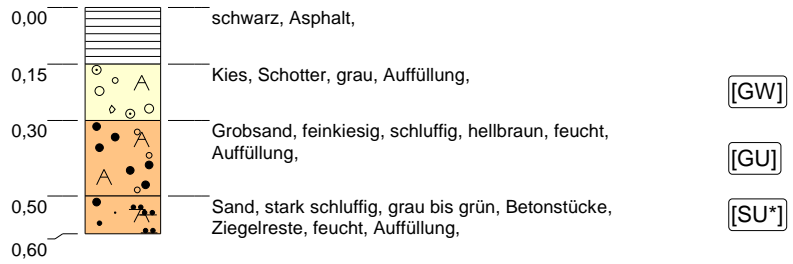 0,00 schwarz, Asphalt,
0,15 Kies, Schotter, grau, Auffüllung, [GW]
0,30 Grobsand, feinkiesig, schluffig, hellbraun, feucht,
Auffüllung, [GU]
0,50 Sand, stark schluffig, grau bis grün, Betonstücke, [SU*]
Ziegelreste, feucht, Auffüllung,
0,60